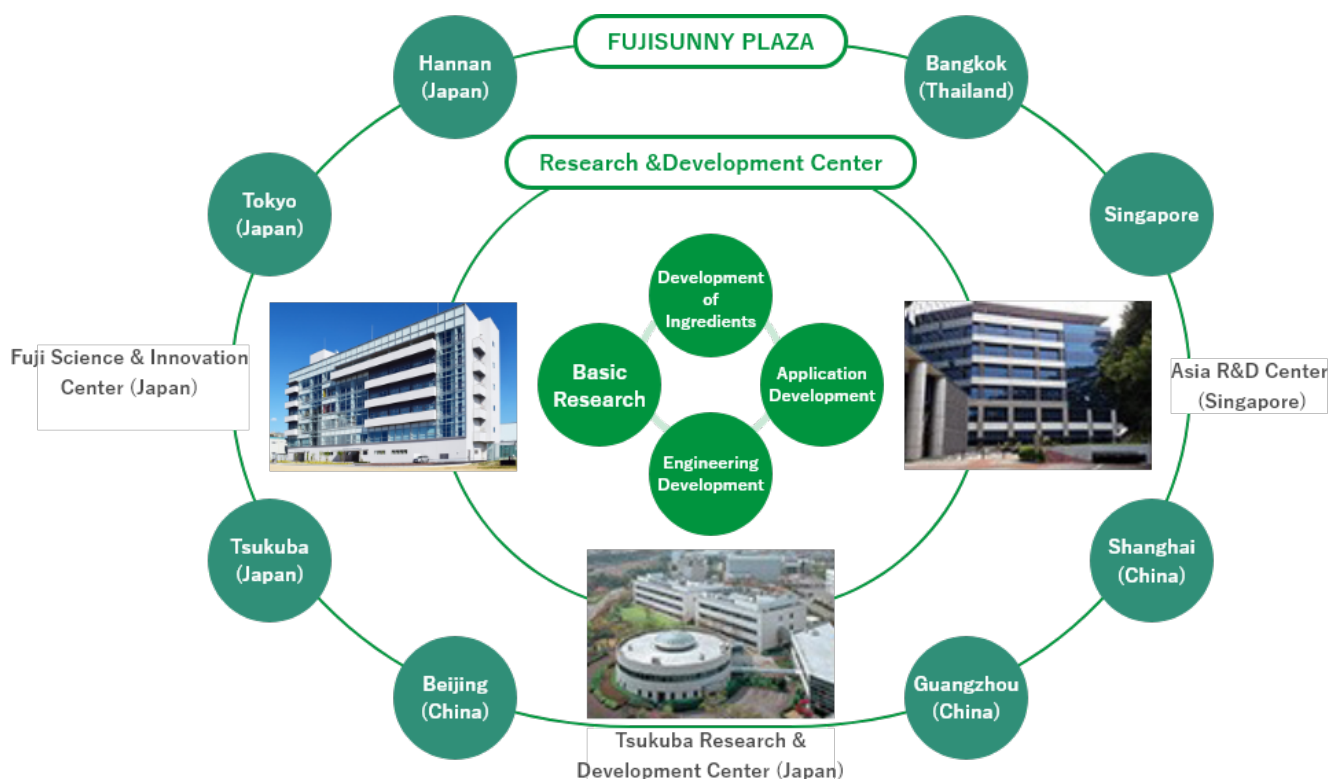 FUJISUNNY PLAZA
Hannan
(Japan)
Bangkok
(Thailand)
Research &Development Center
Tokyo
(Japan)
Singapore
Development
of
Ingredients
Fuji Science & Innovation
Center (Japan)
Basic
Research
Application
Development
Asia R&D Center
(Singapore)
Engineering
Development
Tsukuba
(Japan)
Shanghai
(China)
Beijing
(China)
Guangzhou
(China)
Tsukuba Research &
Development Center (Japan)